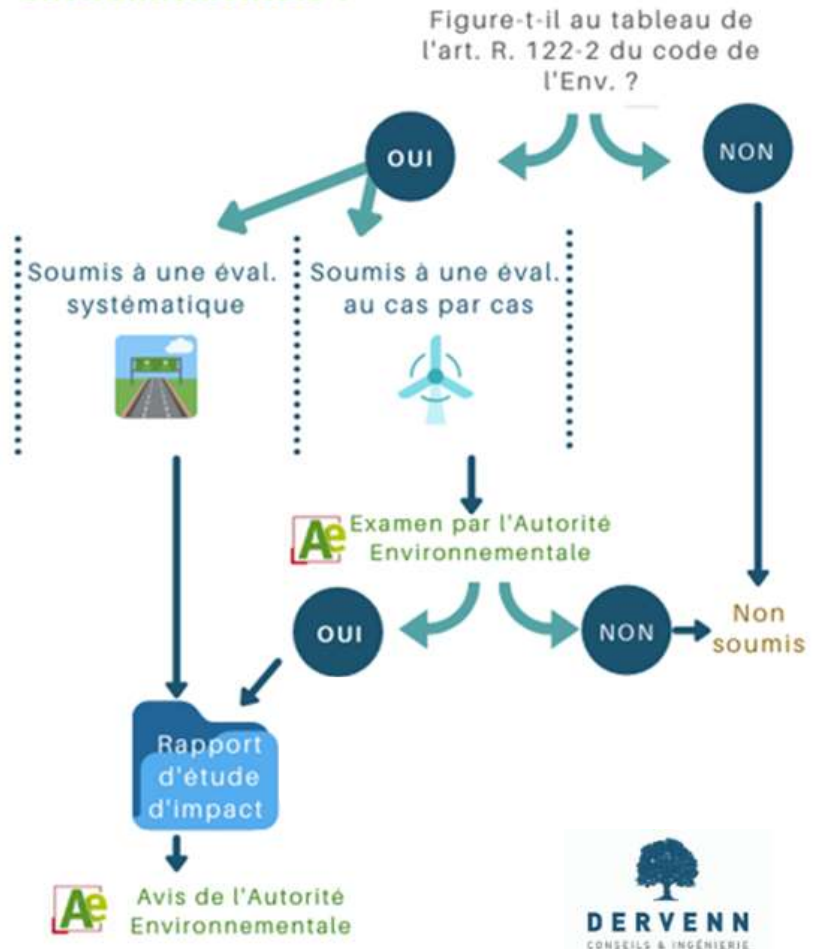 Figure-t-il au tableau de
l'art. R. 122-2 du code de
l'Env. ?
OUI
NON
Soumis à une éval.
systématique
Soumis à une éval.
au cas par cas
Ae
Examen par l'Autorité
Environnementale
OUI
NON
Non
soumis
Rapport
d'étude
d'impact
Ae
Avis de l'Autorité
Environnementale
DERVENN
CONSEILS & INGÉNIERIE